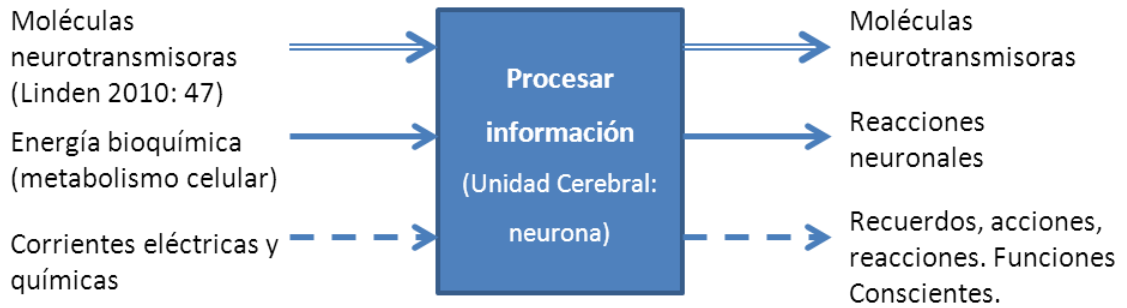 Moléculas
neurotransmisoras
(Linden 2010: 47)
Energía bioquímica
(metabolismo celular)
Corrientes eléctricas y
químicas
Procesar
información
(Unidad Cerebral:
neurona)
Moléculas
neurotransmisoras
Reacciones
neuronales
Recuerdos, acciones,
reacciones. Funciones
Conscientes.